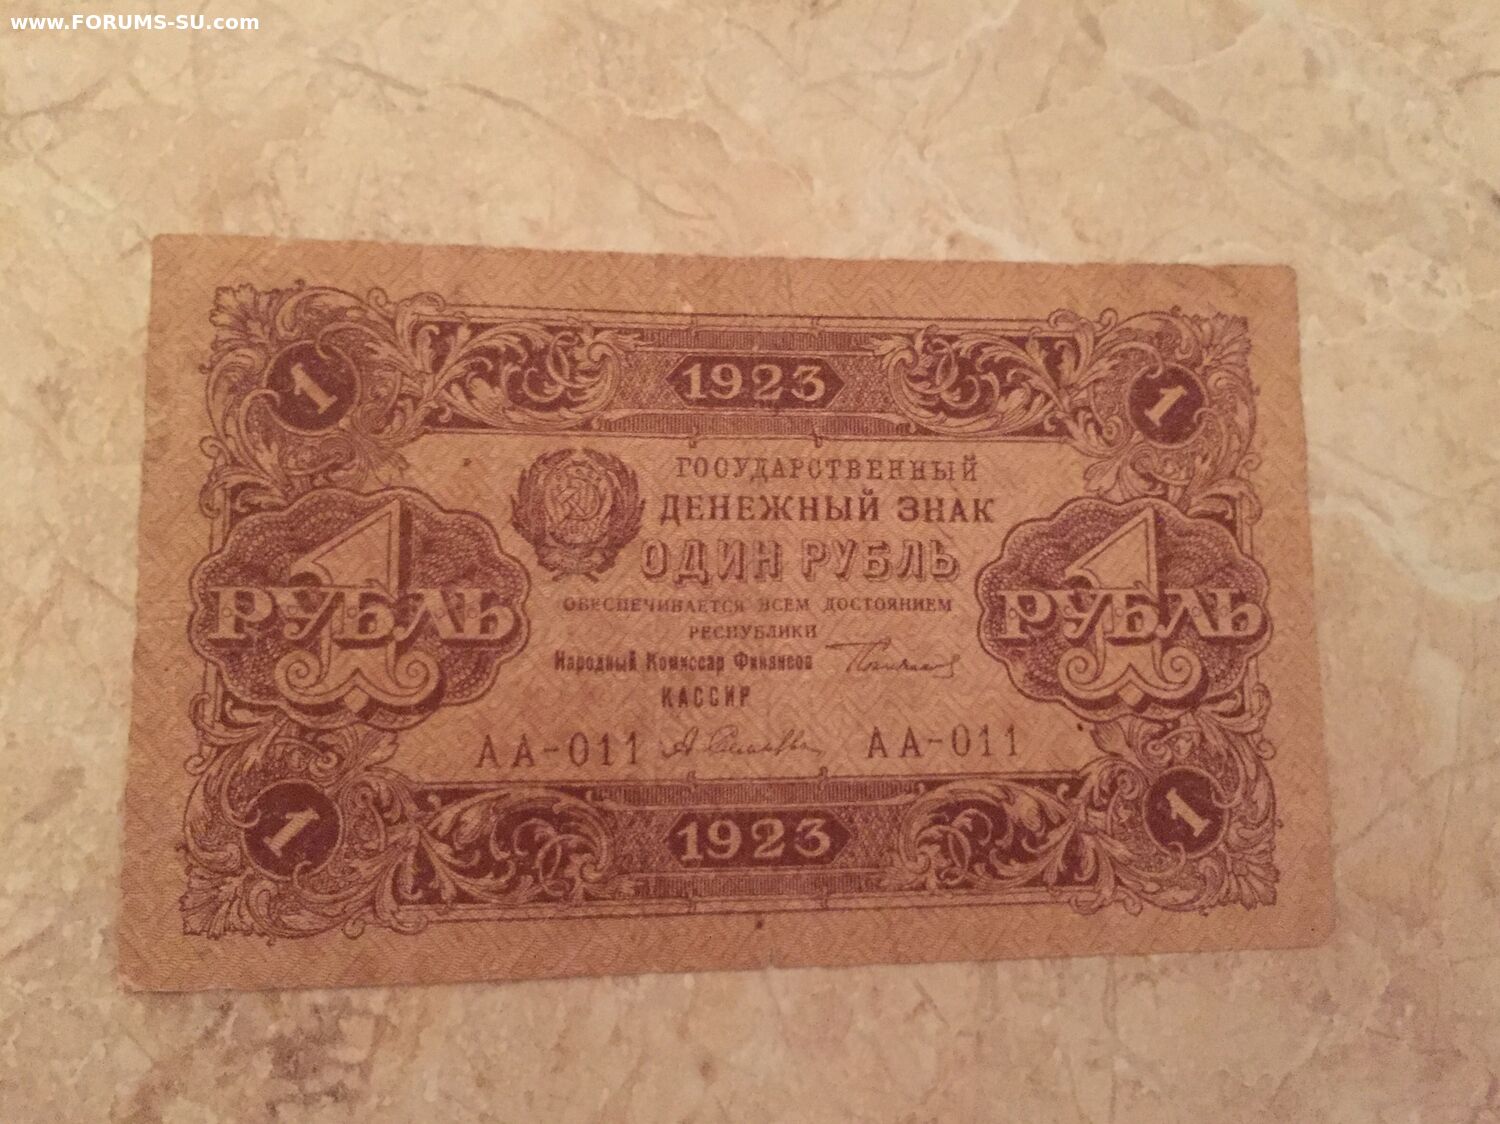 www.FORUMS-SU.com
1 1923 1
ГОСУДАРСТВЕННЫЙ
ДЕНЕЖНЫЙ ЗНАК
ОДИН РУБЛЬ
1 РУБЛЬ 1 РУБЛЬ
ОБЕСПЕЧИВАЕТСЯ ВСЕМ ДОСТОЯНИЕМ
РЕСПУБЛИКИ
Народный Комиссар Финансов
КАССИР
АА-011 АА-011
1 1923 1